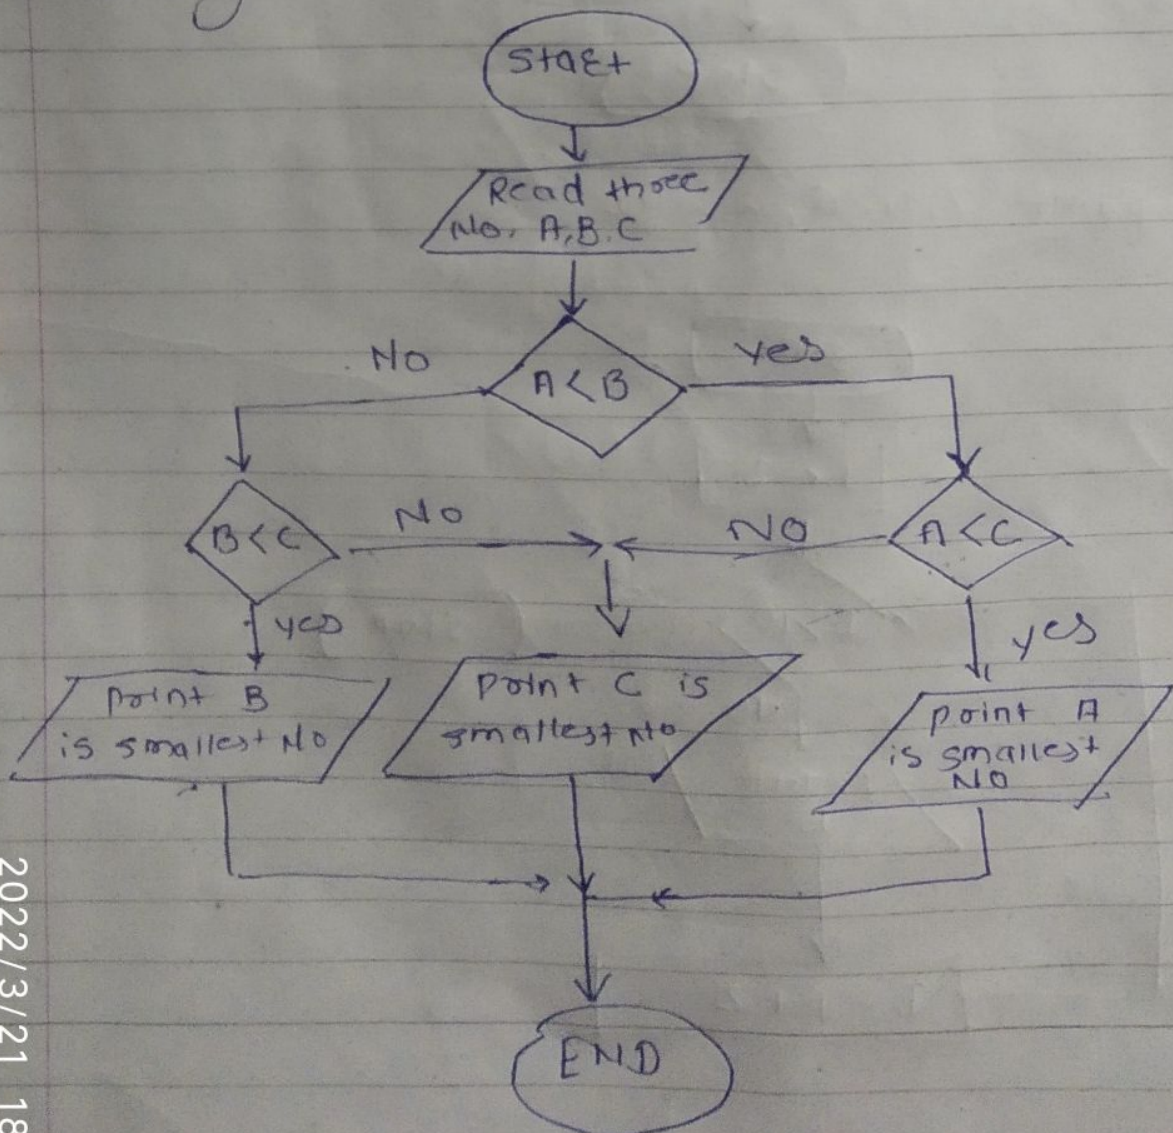 Start
Read three
No. A,B.C
No
A<B
yes
B<C
No
No
A<C
yes
yes
print B
is smallest No
print C is
smallest No
print A
is smallest
No
END
2022/3/21 18